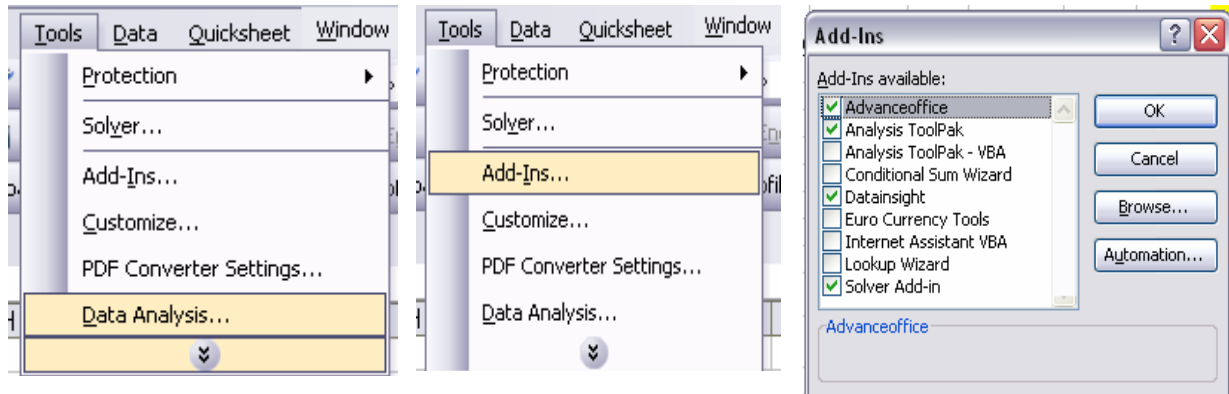 Tools Data Quicksheet Window
Protection
Solver...
Add-Ins...
Customize...
PDF Converter Settings...
Data Analysis...
Tools Data Quicksheet Window
Protection
Solver...
Add-Ins...
Customize...
PDF Converter Settings...
Data Analysis...
Add-Ins
Add-Ins available:
Advanceoffice
Analysis ToolPak
Analysis ToolPak - VBA
Conditional Sum Wizard
Datainsight
Euro Currency Tools
Internet Assistant VBA
Lookup Wizard
Solver Add-in
OK
Cancel
Browse...
Automation...
Advanceoffice